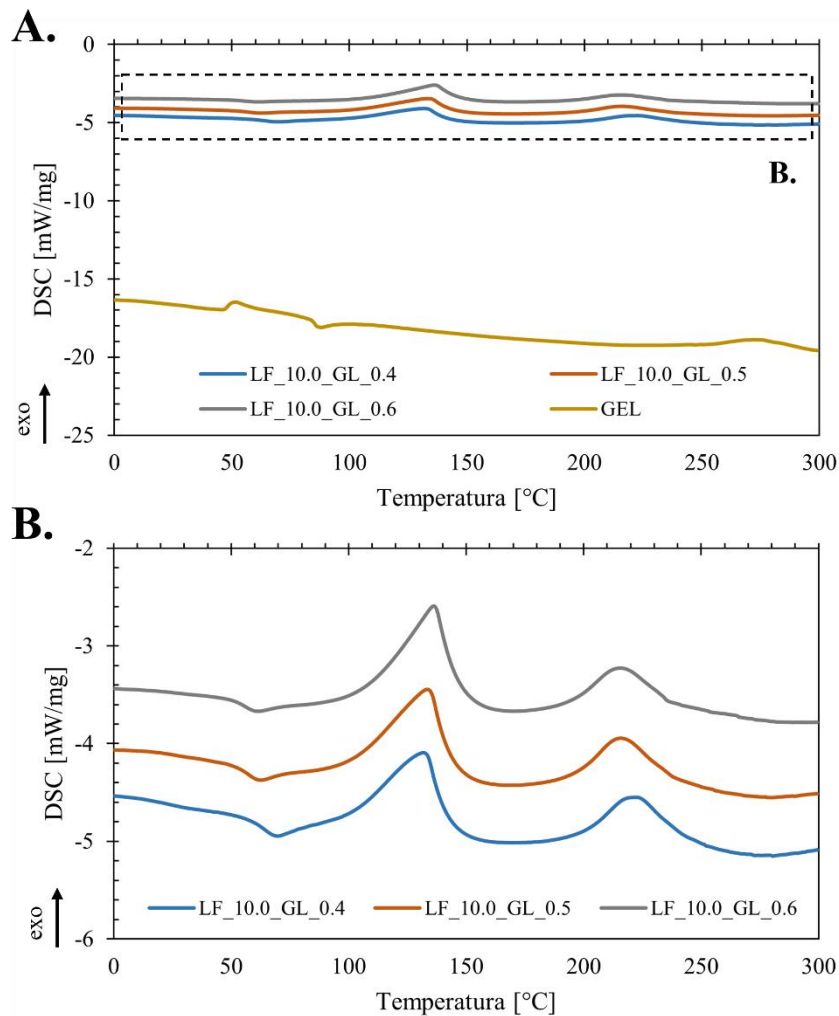 A.
0
-5
-10
-15
-20
-25
DSC [mW/mg]
exo
B.
LF_10.0_GL_0.4
LF_10.0_GL_0.5
LF_10.0_GL_0.6
GEL
0 50 100 150 200 250 300
Temperatura [°C]
B.
-2
-3
-4
-5
-6
DSC [mW/mg]
exo
LF_10.0_GL_0.4 LF_10.0_GL_0.5 LF_10.0_GL_0.6
0 50 100 150 200 250 300
Temperatura [°C]